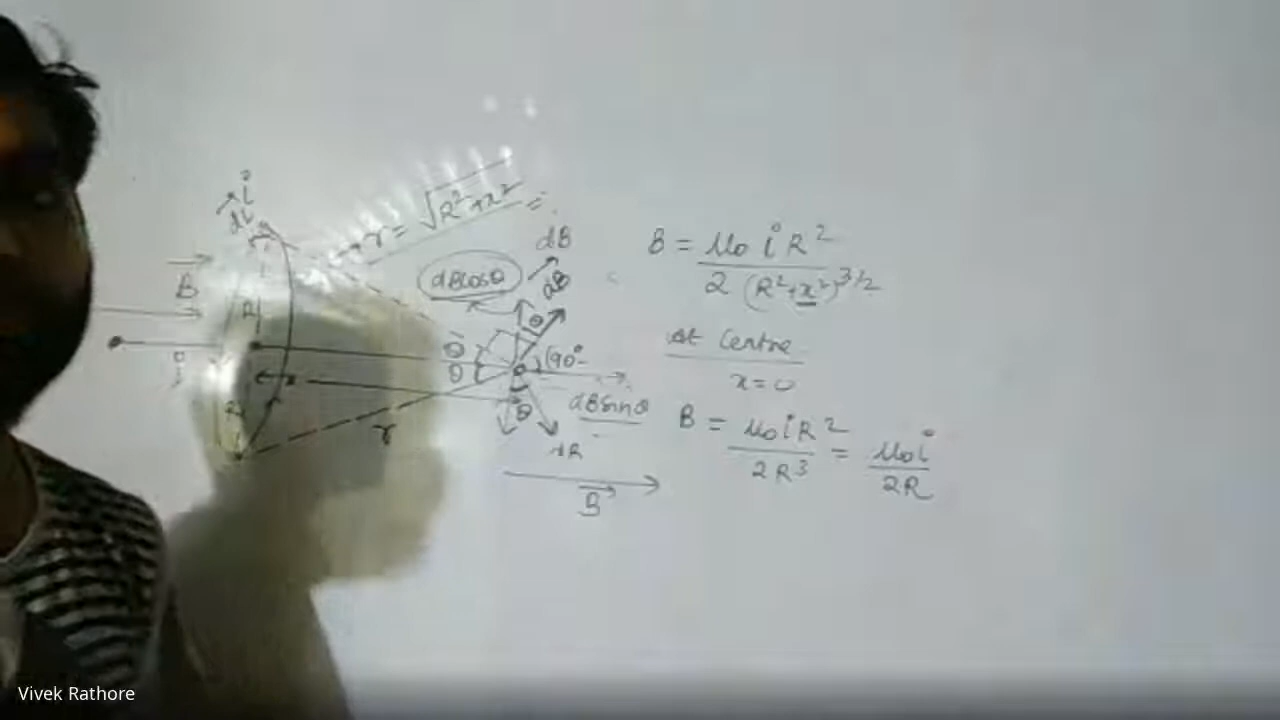 i
dl
r = √R²+x²
dB
dBcosθ
dB
B
R
θ
θ
θ
90°
i
x
R
dBsinθ
θ
r
B
B = μ₀ i R²
2 (R²+x²)^3/2
At Centre
x = 0
B = μ₀ i R² = μ₀ i
2R³ 2R
Vivek Rathore